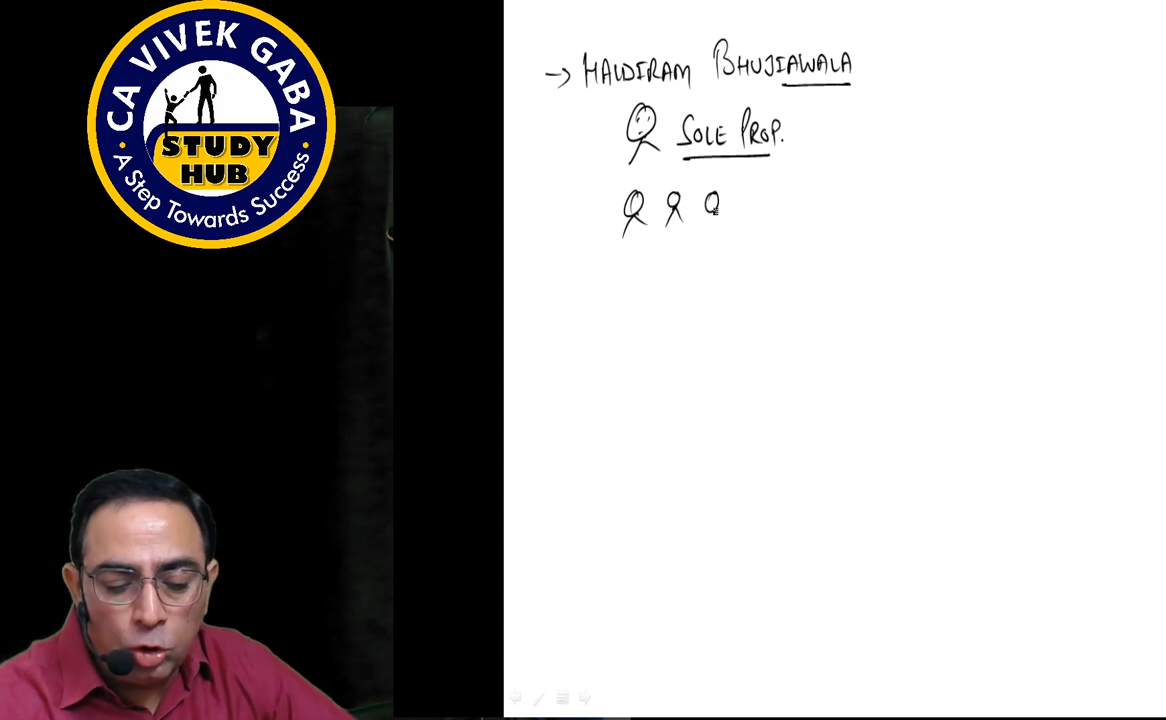 CA VIVEK GABA
STUDY
HUB
• A Step Towards Success •
→ HALDIRAM BHUJIAWALA
SOLE PROP.